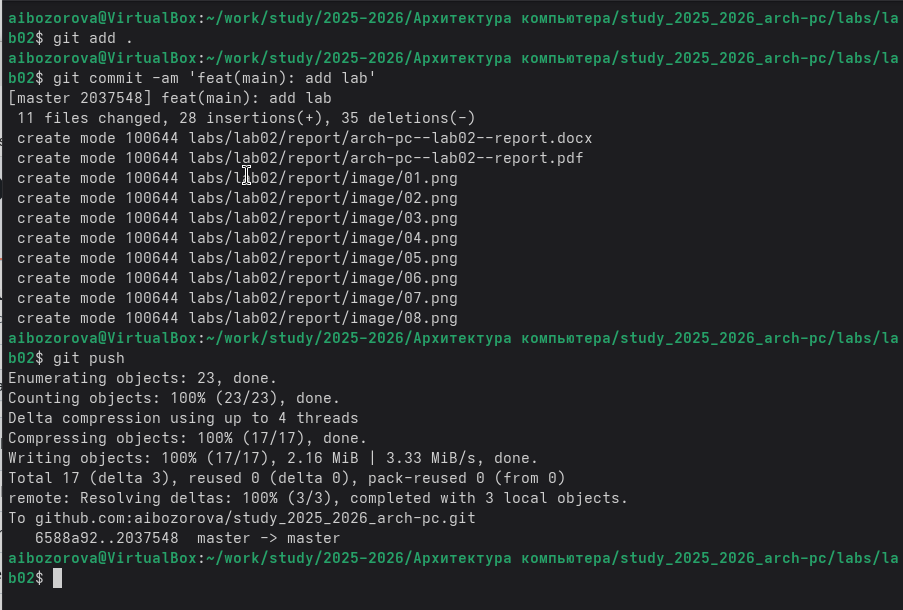 aibozorova@VirtualBox:~/work/study/2025-2026/Архитектура компьютера/study_2025_2026_arch-pc/labs/la
b02$ git add .
aibozorova@VirtualBox:~/work/study/2025-2026/Архитектура компьютера/study_2025_2026_arch-pc/labs/la
b02$ git commit -am 'feat(main): add lab'
[master 2037548] feat(main): add lab
 11 files changed, 28 insertions(+), 35 deletions(-)
 create mode 100644 labs/lab02/report/arch-pc--lab02--report.docx
 create mode 100644 labs/lab02/report/arch-pc--lab02--report.pdf
 create mode 100644 labs/lab02/report/image/01.png
 create mode 100644 labs/lab02/report/image/02.png
 create mode 100644 labs/lab02/report/image/03.png
 create mode 100644 labs/lab02/report/image/04.png
 create mode 100644 labs/lab02/report/image/05.png
 create mode 100644 labs/lab02/report/image/06.png
 create mode 100644 labs/lab02/report/image/07.png
 create mode 100644 labs/lab02/report/image/08.png
aibozorova@VirtualBox:~/work/study/2025-2026/Архитектура компьютера/study_2025_2026_arch-pc/labs/la
b02$ git push
Enumerating objects: 23, done.
Counting objects: 100% (23/23), done.
Delta compression using up to 4 threads
Compressing objects: 100% (17/17), done.
Writing objects: 100% (17/17), 2.16 MiB | 3.33 MiB/s, done.
Total 17 (delta 3), reused 0 (delta 0), pack-reused 0 (from 0)
remote: Resolving deltas: 100% (3/3), completed with 3 local objects.
To github.com:aibozorova/study_2025_2026_arch-pc.git
   6588a92..2037548  master -> master
aibozorova@VirtualBox:~/work/study/2025-2026/Архитектура компьютера/study_2025_2026_arch-pc/labs/la
b02$